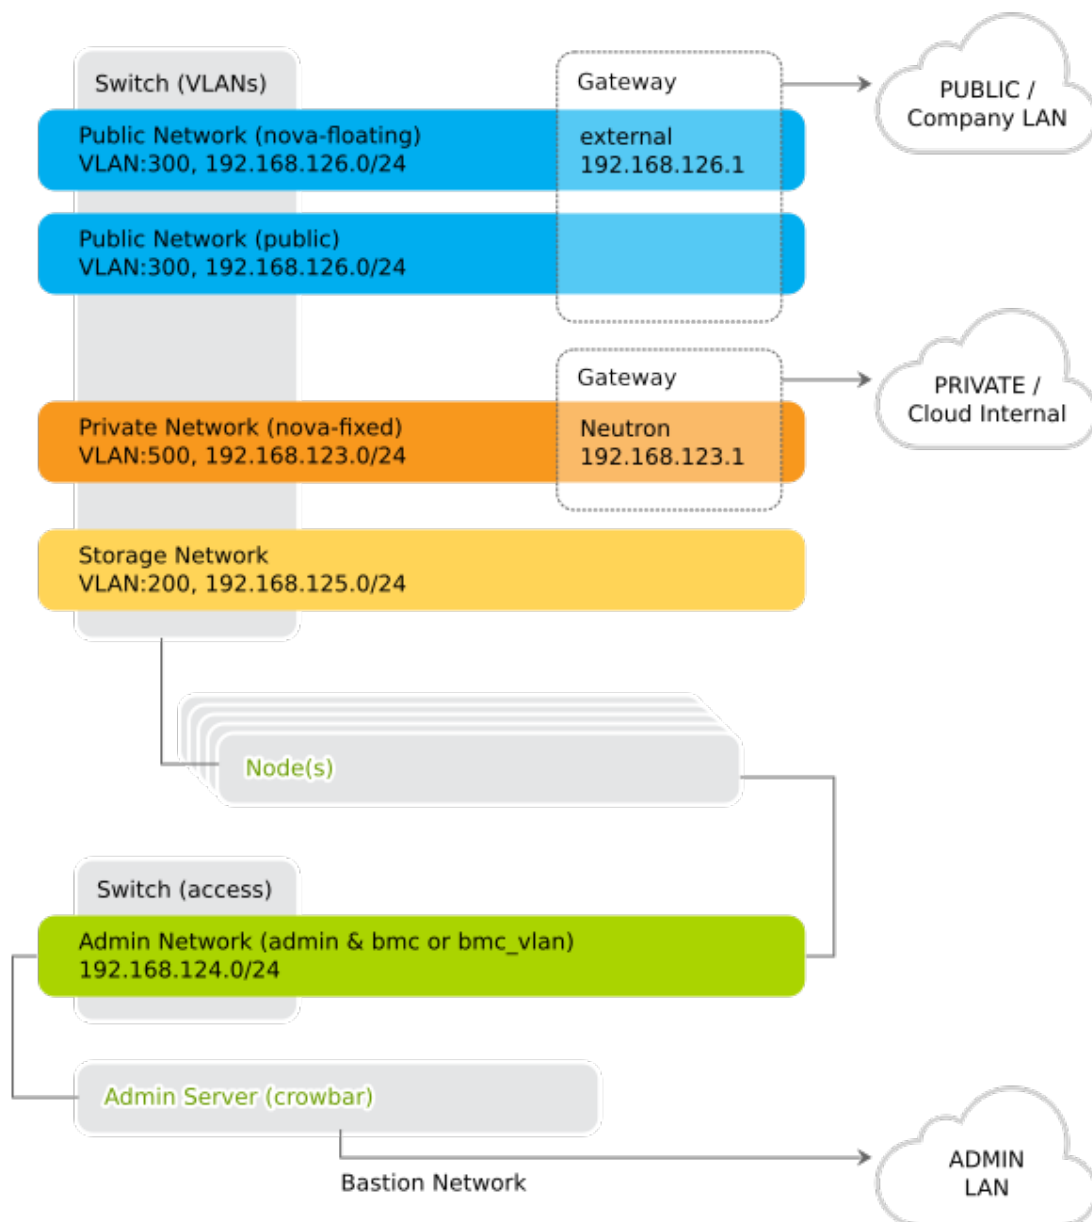 Switch (VLANs)
Gateway
PUBLIC /
Company LAN
Public Network (nova-floating)
VLAN:300, 192.168.126.0/24
external
192.168.126.1
Public Network (public)
VLAN:300, 192.168.126.0/24
Gateway
PRIVATE /
Cloud Internal
Private Network (nova-fixed)
VLAN:500, 192.168.123.0/24
Neutron
192.168.123.1
Storage Network
VLAN:200, 192.168.125.0/24
Node(s)
Switch (access)
Admin Network (admin & bmc or bmc_vlan)
192.168.124.0/24
Admin Server (crowbar)
Bastion Network
ADMIN
LAN